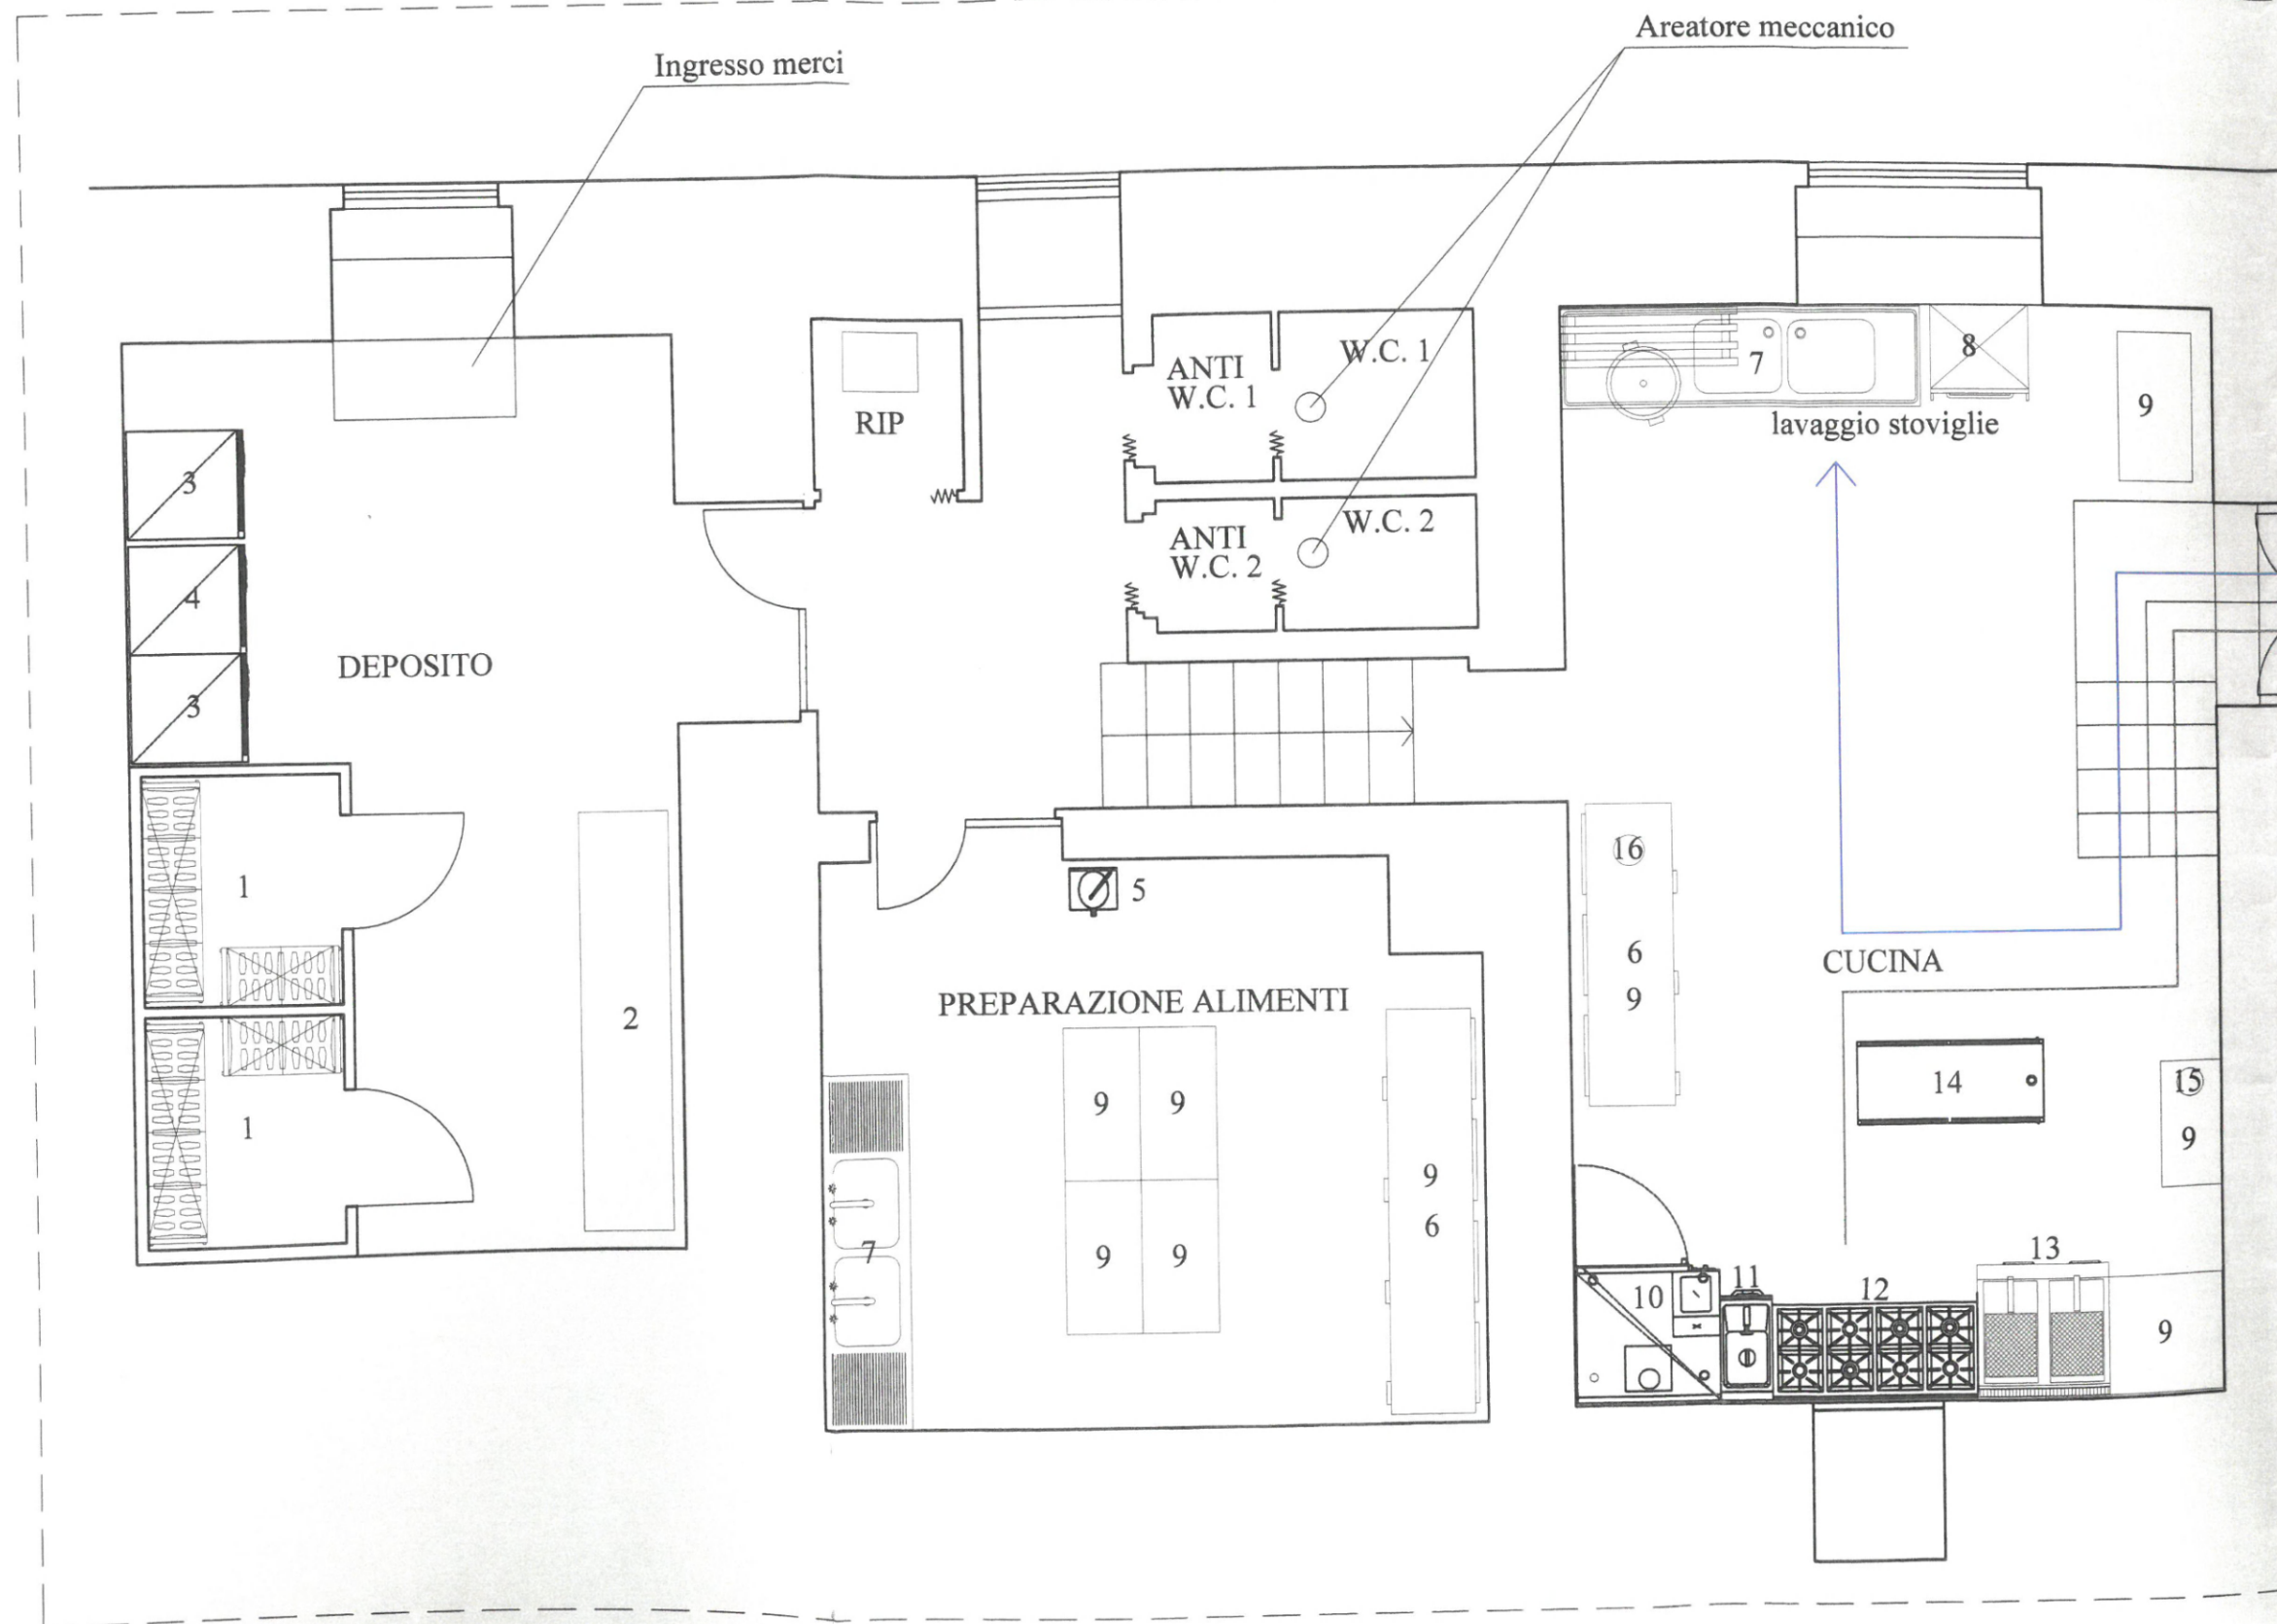 Areatore meccanico
Ingresso merci
ANTI
W.C. 1
W.C. 1
7
8
9
RIP
lavaggio stoviglie
3
ANTI
W.C. 2
W.C. 2
4
DEPOSITO
3
16
1
5
6
CUCINA
PREPARAZIONE ALIMENTI
9
2
14
15
1
9 9
9
9
6
7
9 9
10
11
12
13
9